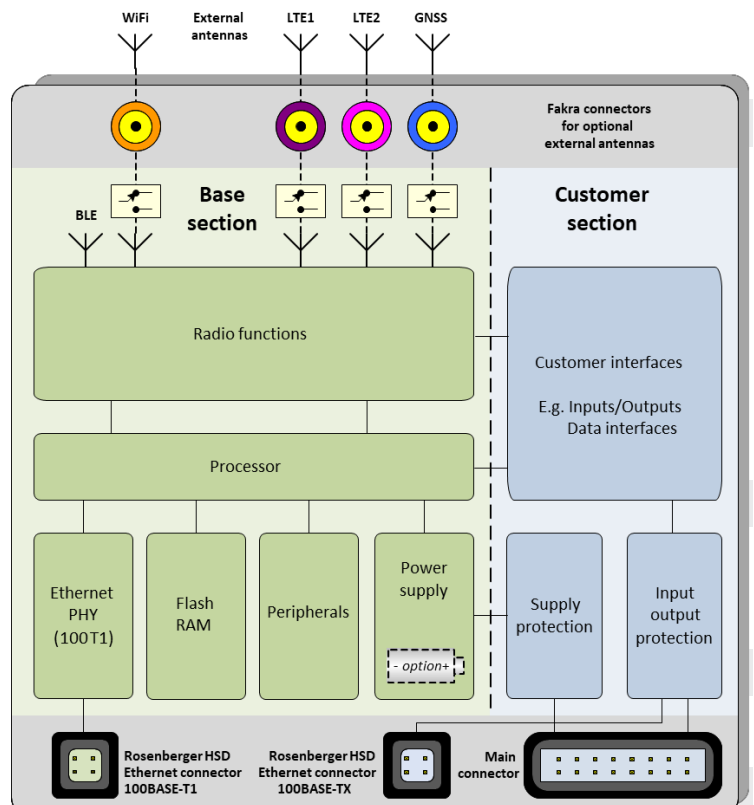 WiFi
External
antennas
LTE1
LTE2
GNSS
Fakra connectors
for optional
external antennas
Base
section
Customer
section
BLE
Radio functions
Customer interfaces
E.g. Inputs/Outputs
Data interfaces
Processor
Ethernet
PHY
(100T1)
Flash
RAM
Peripherals
Power
supply
- option+
Supply
protection
Input
output
protection
Rosenberger HSD
Ethernet connector
100BASE-T1
Rosenberger HSD
Ethernet connector
100BASE-TX
Main
connector